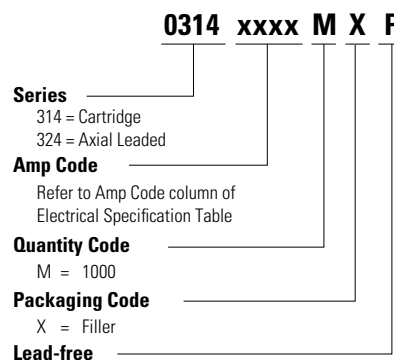 0314 xxxx M X P
Series
314 = Cartridge
324 = Axial Leaded
Amp Code
Refer to Amp Code column of
Electrical Specification Table
Quantity Code
M = 1000
Packaging Code
X = Filler
Lead-free